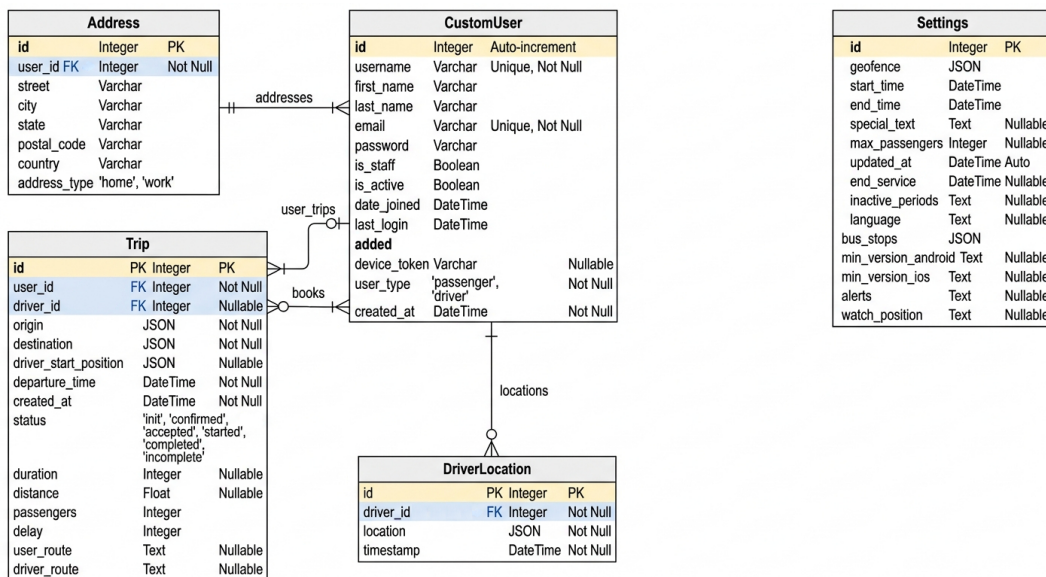 Address
id Integer PK
user_id FK Integer Not Null
street Varchar
city Varchar
state Varchar
postal_code Varchar
country Varchar
address_type 'home', 'work'
addresses
CustomUser
id Integer Auto-increment
username Varchar Unique, Not Null
first_name Varchar
last_name Varchar
email Varchar Unique, Not Null
password Varchar
is_staff Boolean
is_active Boolean
date_joined DateTime
last_login DateTime
added
device_token Varchar Nullable
user_type 'passenger', 'driver' Not Null
created_at DateTime Not Null
user_trips
books
Trip
id PK Integer PK
user_id FK Integer Not Null
driver_id FK Integer Nullable
origin JSON Not Null
destination JSON Not Null
driver_start_position JSON Nullable
departure_time DateTime Not Null
created_at DateTime Not Null
status 'init', 'confirmed',
'accepted', 'started',
'completed',
'incomplete'
duration Integer Nullable
distance Float Nullable
passengers Integer
delay Integer
user_route Text Nullable
driver_route Text Nullable
locations
DriverLocation
id PK Integer PK
driver_id FK Integer Not Null
location JSON Not Null
timestamp DateTime Not Null
Settings
id Integer PK
geofence JSON
start_time DateTime
end_time DateTime
special_text Text Nullable
max_passengers Integer Nullable
updated_at DateTime Auto
end_service DateTime Nullable
inactive_periods Text Nullable
language Text Nullable
bus_stops JSON
min_version_android Text Nullable
min_version_ios Text Nullable
alerts Text Nullable
watch_position Text Nullable